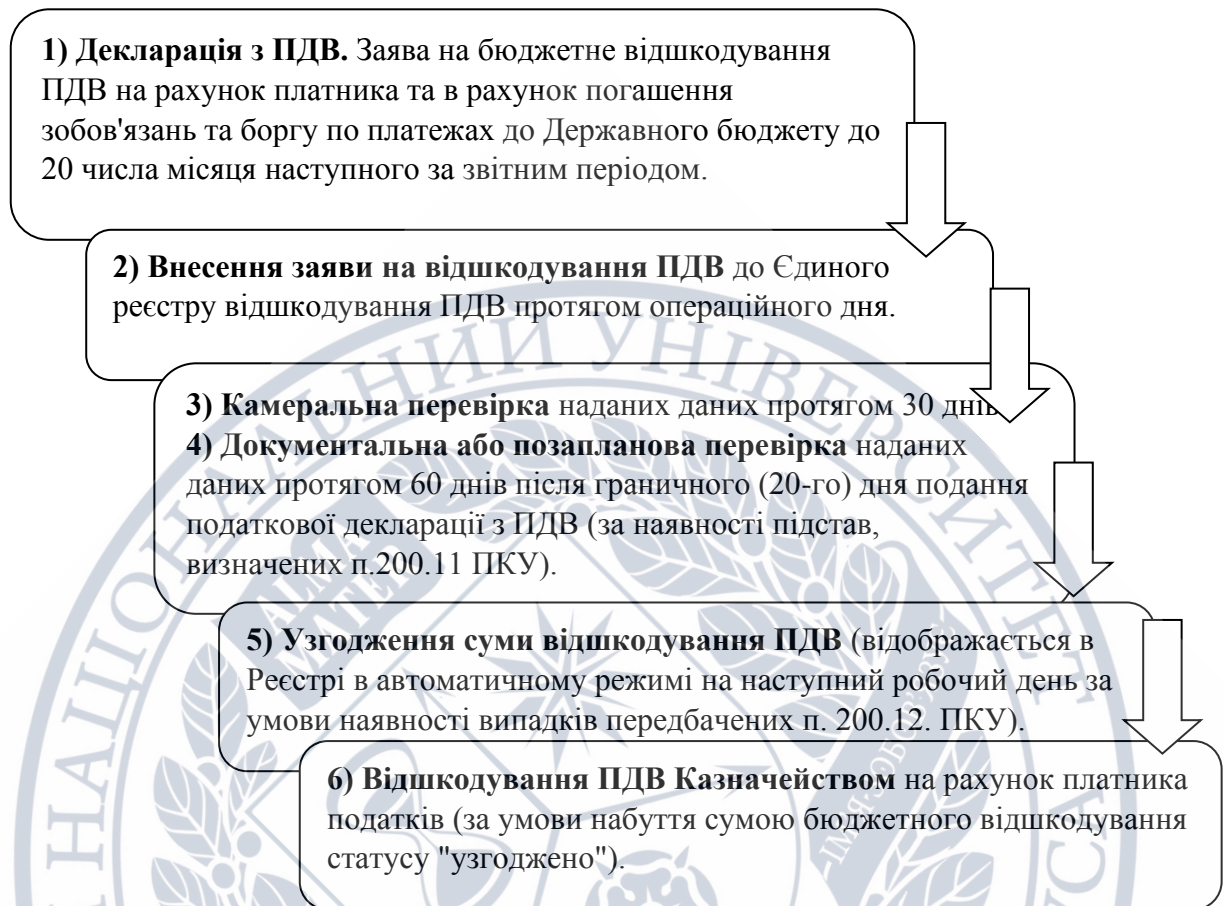 1) Декларація з ПДВ. Заява на бюджетне відшкодування
ПДВ на рахунок платника та в рахунок погашення
зобов'язань та боргу по платежах до Державного бюджету до
20 числа місяця наступного за звітним періодом.
2) Внесення заяви на відшкодування ПДВ до Єдиного
реєстру відшкодування ПДВ протягом операційного дня.
3) Камеральна перевірка наданих даних протягом 30 днів
4) Документальна або позапланова перевірка наданих
даних протягом 60 днів після граничного (20-го) дня подання
податкової декларації з ПДВ (за наявності підстав,
визначених п.200.11 ПКУ).
5) Узгодження суми відшкодування ПДВ (відображається в
Реєстрі в автоматичному режимі на наступний робочий день за
умови наявності випадків передбачених п. 200.12. ПКУ).
6) Відшкодування ПДВ Казначейством на рахунок платника
податків (за умови набуття сумою бюджетного відшкодування
статусу "узгоджено").
НАЦІОНАЛЬНИЙ УНІВЕРСИТЕТ
ALMA
MATER